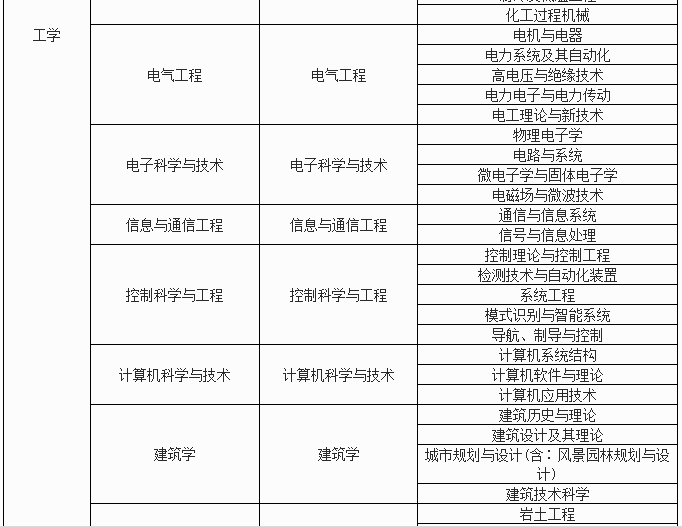 化工过程机械
工学
电气工程
电气工程
电机与电器
电力系统及其自动化
高电压与绝缘技术
电力电子与电力传动
电工理论与新技术
电子科学与技术
电子科学与技术
物理电子学
电路与系统
微电子学与固体电子学
电磁场与微波技术
信息与通信工程
信息与通信工程
通信与信息系统
信号与信息处理
控制科学与工程
控制科学与工程
控制理论与控制工程
检测技术与自动化装置
系统工程
模式识别与智能系统
导航、制导与控制
计算机科学与技术
计算机科学与技术
计算机系统结构
计算机软件与理论
计算机应用技术
建筑学
建筑学
建筑历史与理论
建筑设计及其理论
城市规划与设计(含：风景园林规划与设
计)
建筑技术科学
岩土工程